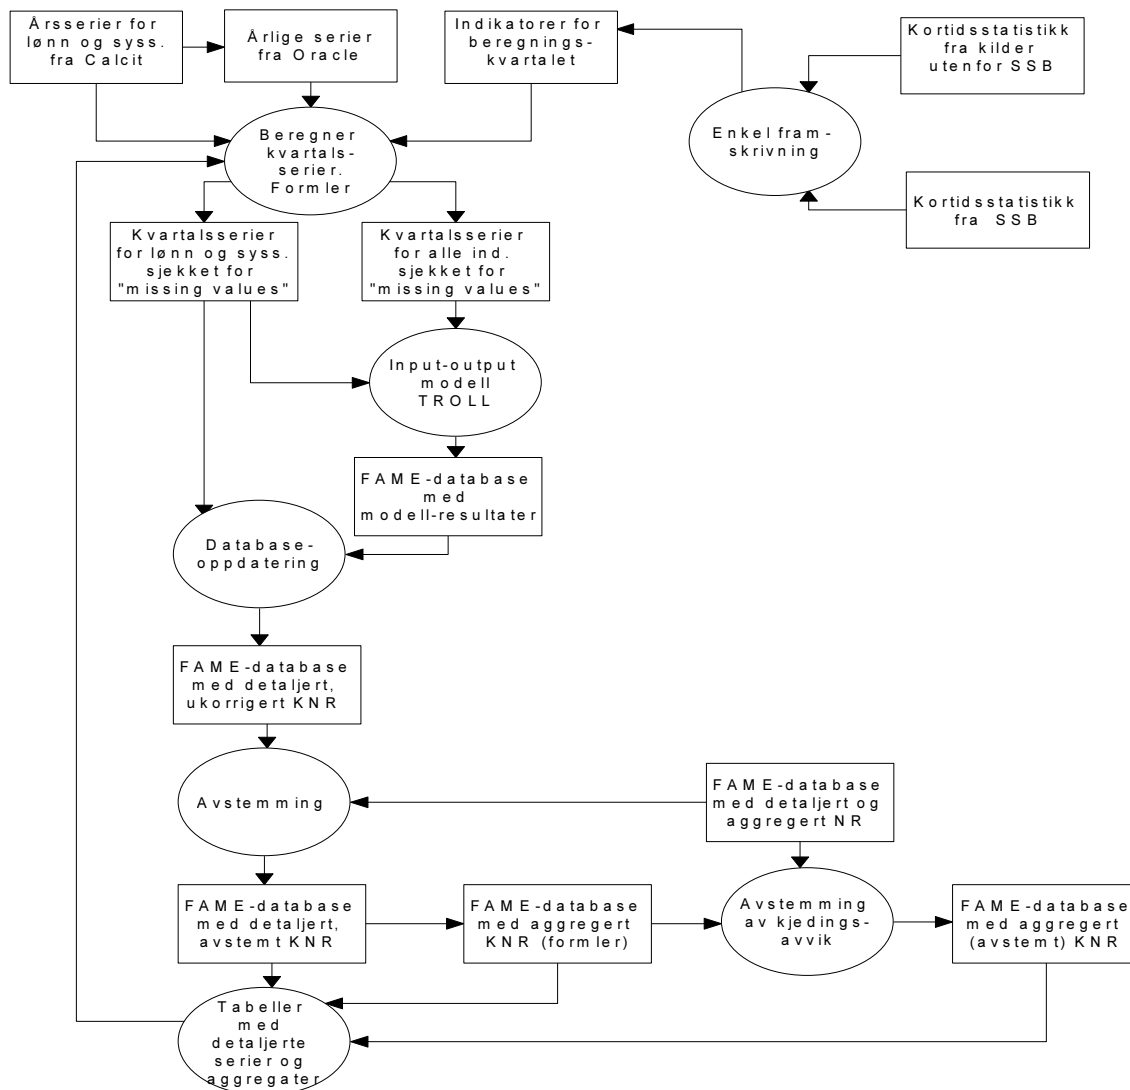 Årsserier for
lønn og syss.
fra Calcit
Årlige serier
fra Oracle
Indikatorer for
beregnings-
kvartalet
Kortidsstatistikk
fra kilder
utenfor SSB
Enkel fram-
skrivning
Kortidsstatistikk
fra SSB
Beregner
kvartals-
serier.
Formler
Kvartalsserier
for lønn og syss.
sjekket for
"missing values"
Kvartalsserier
for alle ind.
sjekket for
"missing values"
Input-output
modell
TROLL
FAME-database
med
modell-resultater
Database-
oppdatering
FAME-database
med detaljert,
ukorrigert KNR
Avstemming
FAME-database
med detaljert og
aggregert NR
FAME-database
med detaljert,
avstemt KNR
FAME-database
med aggregert
KNR (formler)
Avstemming
av kjedings-
avvik
FAME-database
med aggregert
(avstemt) KNR
Tabeller
med
detaljerte
serier og
aggregater